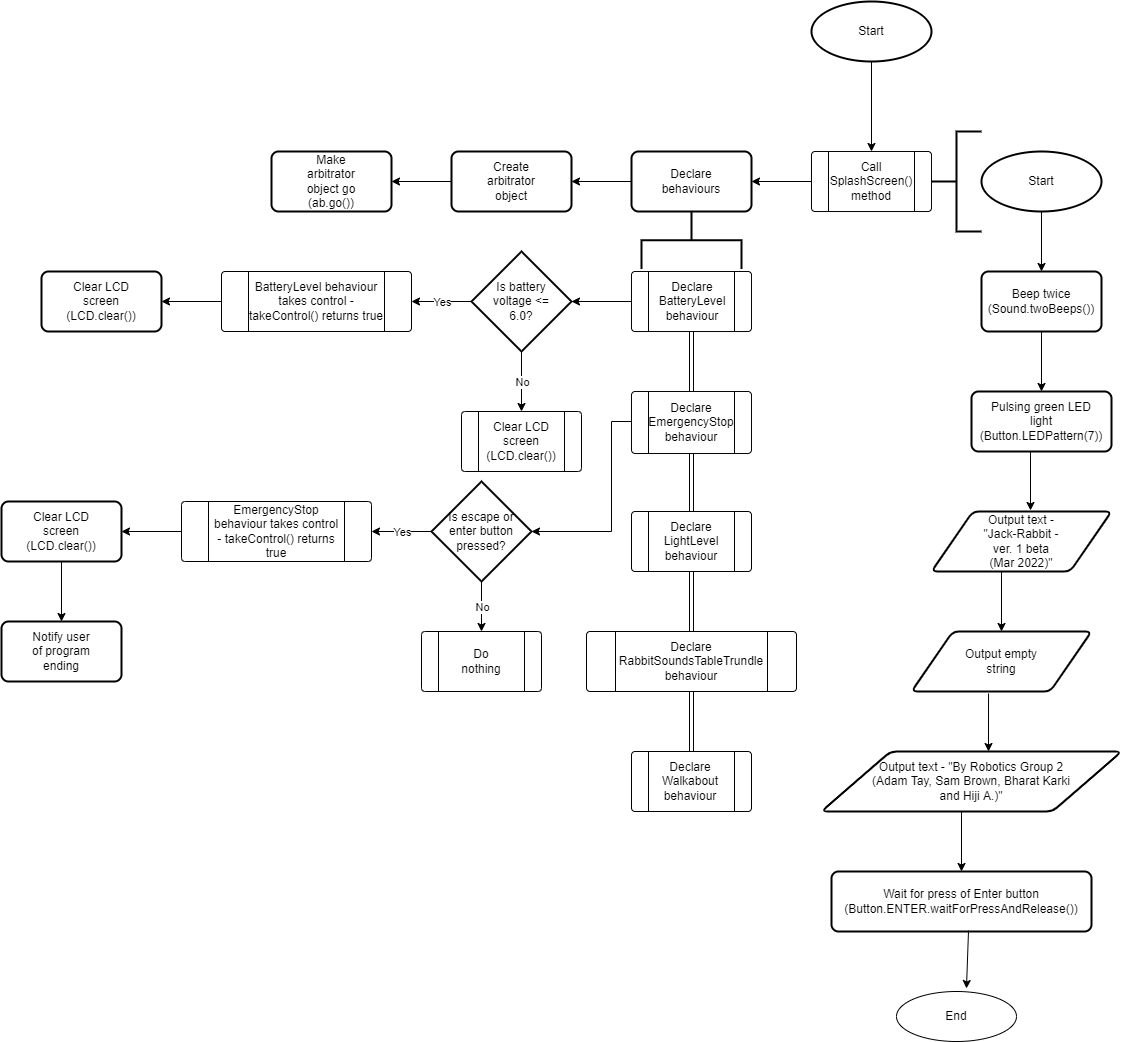 Start
Call
SplashScreen()
method
Declare
behaviours
Create
arbitrator
object
Make
arbitrator
object go
(ab.go())
Start
Beep twice
(Sound.twoBeeps())
Pulsing green LED
light
(Button.LEDPattern(7))
Output text -
"Jack-Rabbit -
ver. 1 beta
(Mar 2022)"
Output empty
string
Output text - "By Robotics Group 2
(Adam Tay, Sam Brown, Bharat Karki
and Hiji A.)"
Wait for press of Enter button
(Button.ENTER.waitForPressAndRelease())
End
Declare
BatteryLevel
behaviour
Is battery
voltage <=
6.0?
Yes
BatteryLevel behaviour
takes control -
takeControl() returns true
Clear LCD
screen
(LCD.clear())
No
Clear LCD
screen
(LCD.clear())
Declare
EmergencyStop
behaviour
Is escape or
enter button
pressed?
Yes
EmergencyStop
behaviour takes control
- takeControl() returns
true
Clear LCD
screen
(LCD.clear())
Notify user
of program
ending
No
Do
nothing
Declare
LightLevel
behaviour
Declare
RabbitSoundsTableTrundle
behaviour
Declare
Walkabout
behaviour